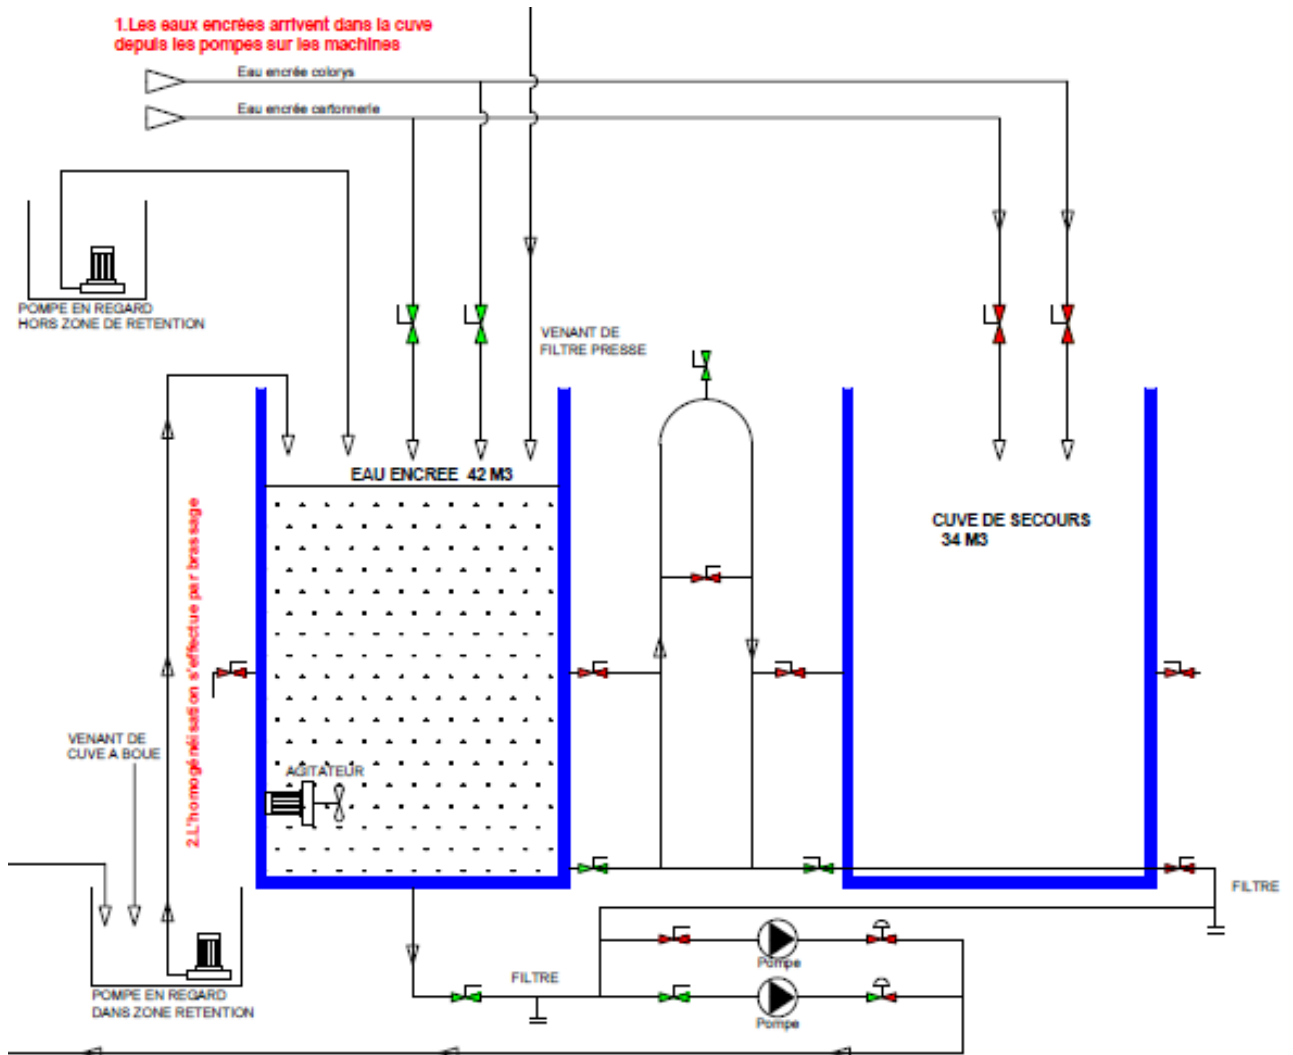 1.Les eaux encrées arrivent dans la cuve
depuis les pompes sur les machines
Eau encrée colorys
Eau encrée cartonnerie
POMPE EN REGARD
HORS ZONE DE RETENTION
VENANT DE
FILTRE PRESSE
EAU ENCREE 42 M3
CUVE DE SECOURS
34 M3
2.L'homogénéisation s'effectue par brassage
VENANT DE
CUVE A BOUE
AGITATEUR
FILTRE
Pompe
FILTRE
POMPE EN REGARD
DANS ZONE RETENTION
Pompe